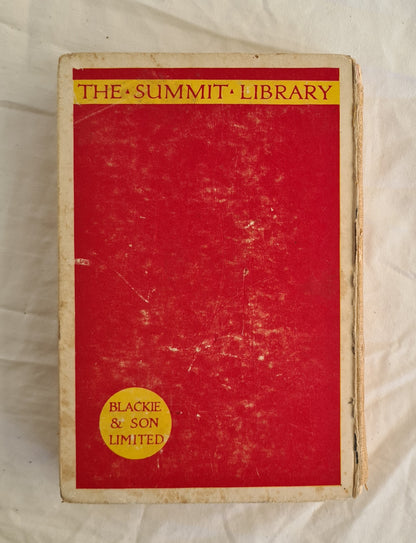 THE ▴ SUMMIT ▴ LIBRARY
BLACKIE
& SON
LIMITED